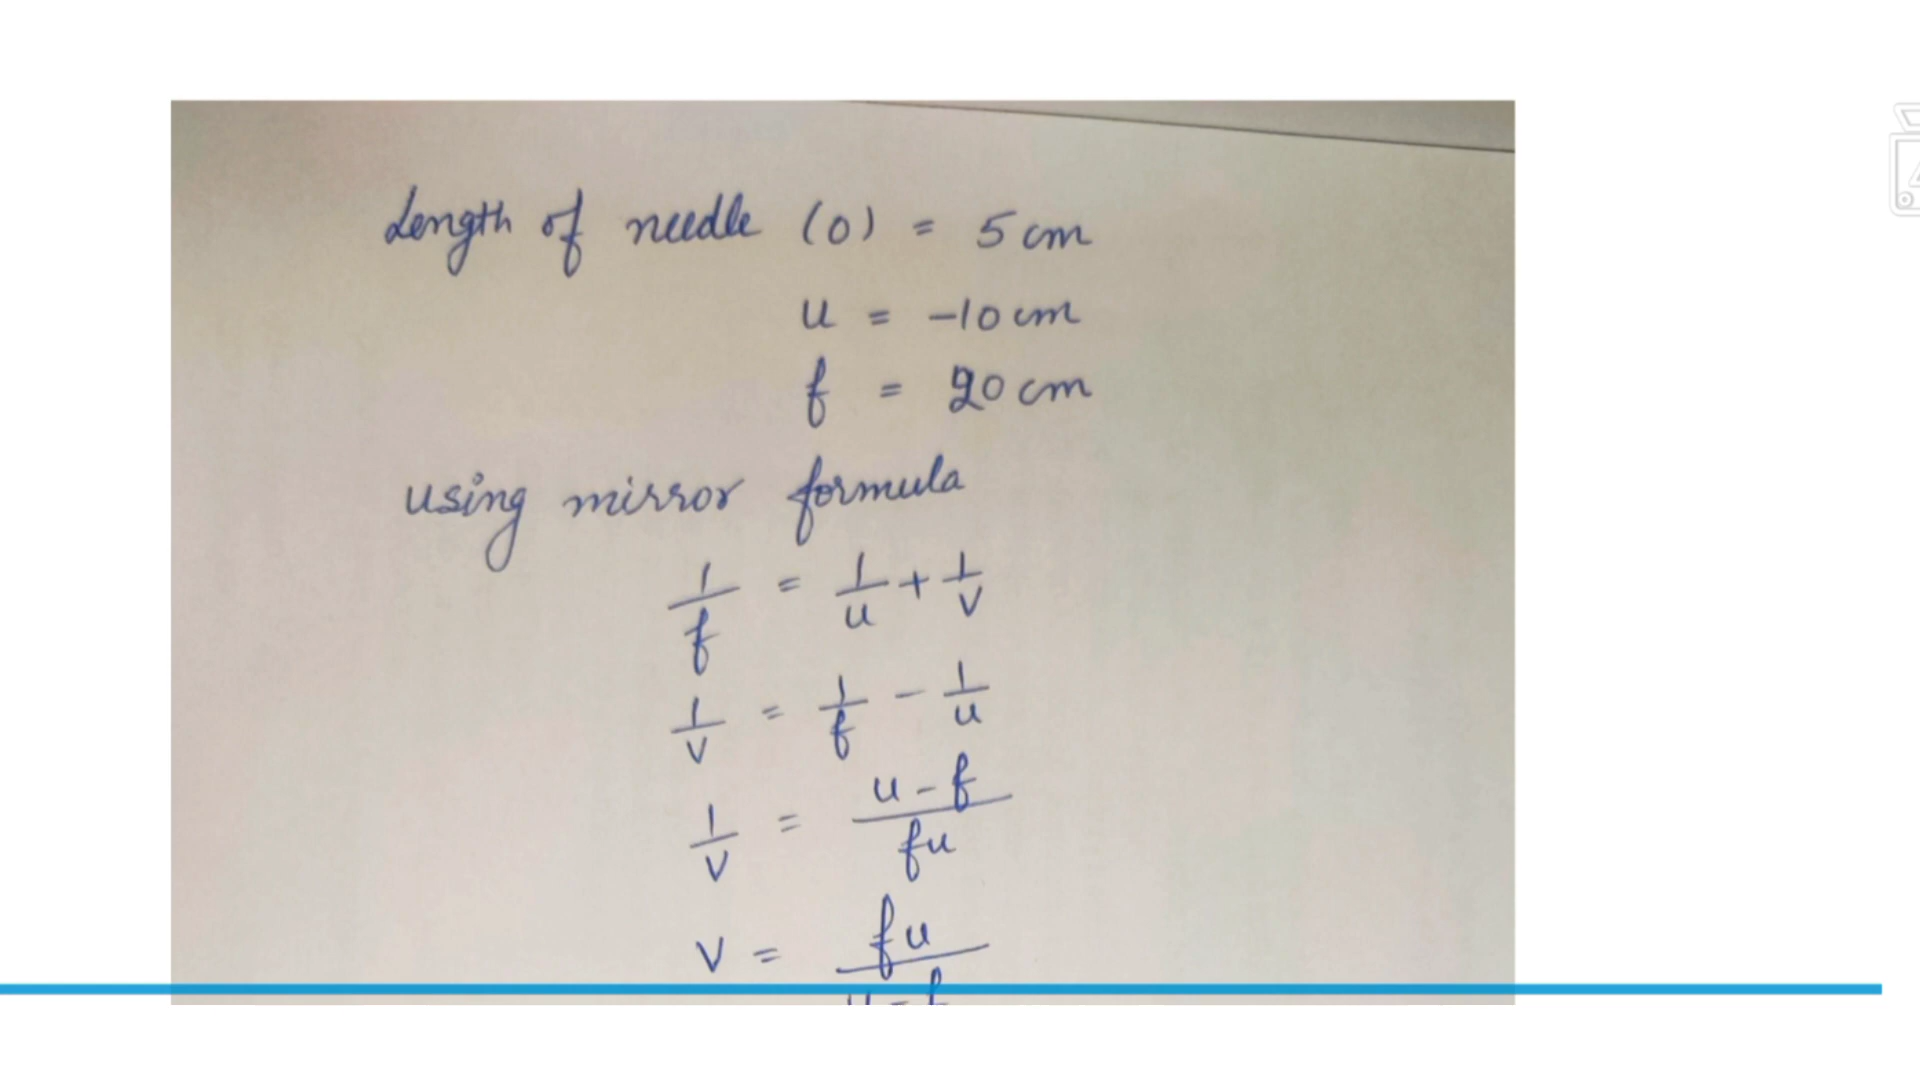 Length of needle (0) = 5 cm
u = -10 cm
f = 20 cm
using mirror formula
1/f = 1/u + 1/v
1/v = 1/f - 1/u
1/v = u - f / fu
v = fu / u - f